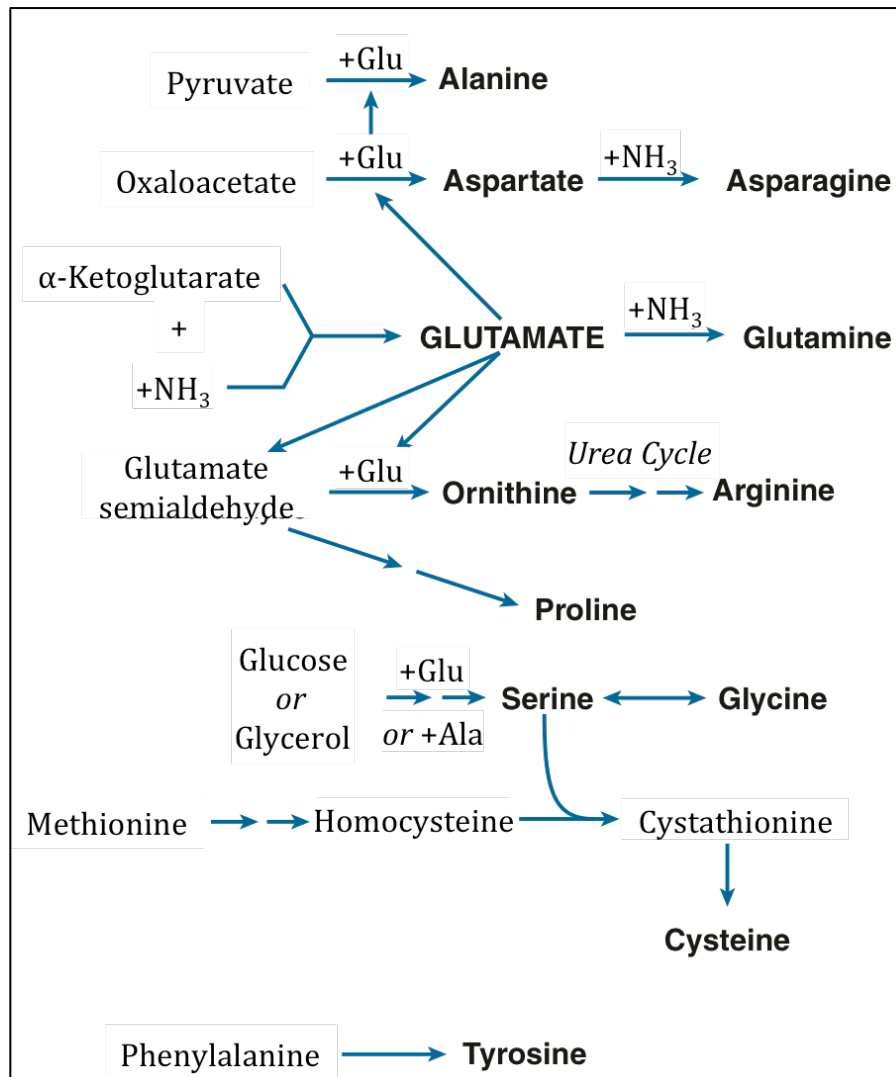 +Glu
Pyruvate
Alanine
+Glu
+NH₃
Oxaloacetate
Aspartate
Asparagine
α-Ketoglutarate
+
+NH₃
GLUTAMATE
+NH₃
Glutamine
Glutamate
semialdehyde
+Glu
Ornithine
Urea Cycle
Arginine
Proline
Glucose
or
Glycerol
+Glu
or +Ala
Serine
Glycine
Methionine
Homocysteine
Cystathionine
Cysteine
Phenylalanine
Tyrosine